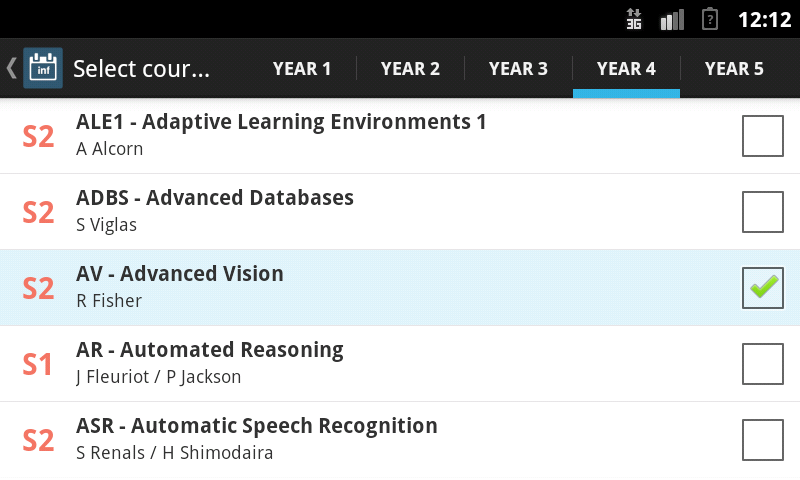 3G ? 12:12
inf Select cour... YEAR 1 YEAR 2 YEAR 3 YEAR 4 YEAR 5
ALE1 - Adaptive Learning Environments 1
S2
A Alcorn
ADBS - Advanced Databases
S2
S Viglas
AV - Advanced Vision
S2
R Fisher
AR - Automated Reasoning
S1
J Fleuriot / P Jackson
ASR - Automatic Speech Recognition
S2
S Renals / H Shimodaira